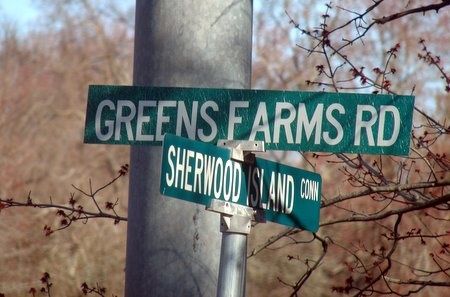 GREENS FARMS RD
SHERWOOD ISLAND CONN